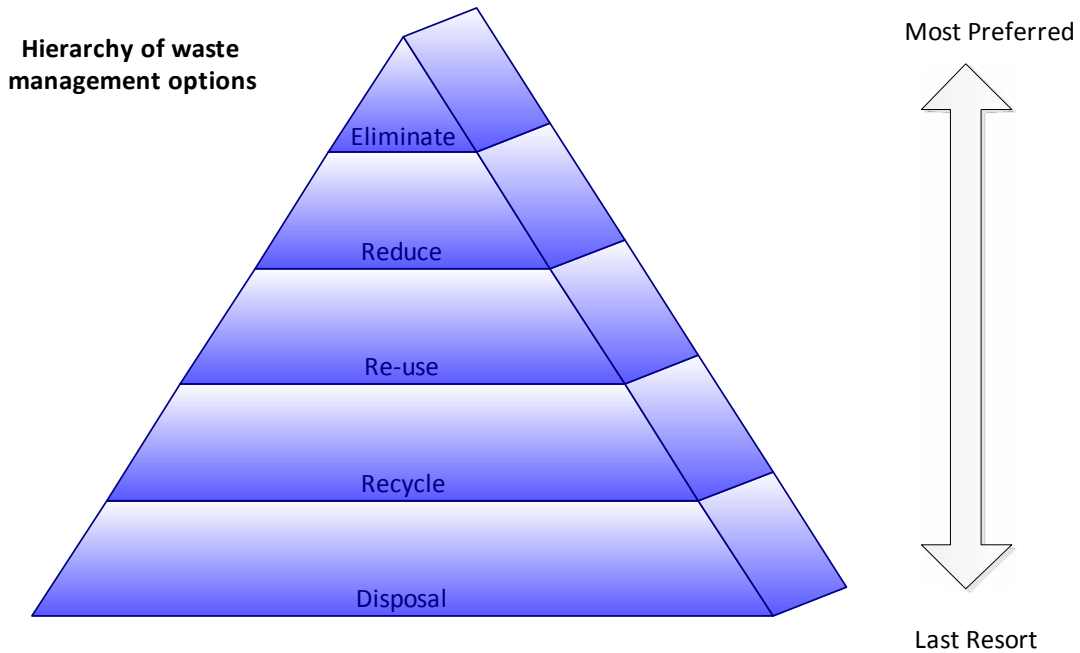 Hierarchy of waste
management options
Most Preferred
Eliminate
Reduce
Re-use
Recycle
Disposal
Last Resort